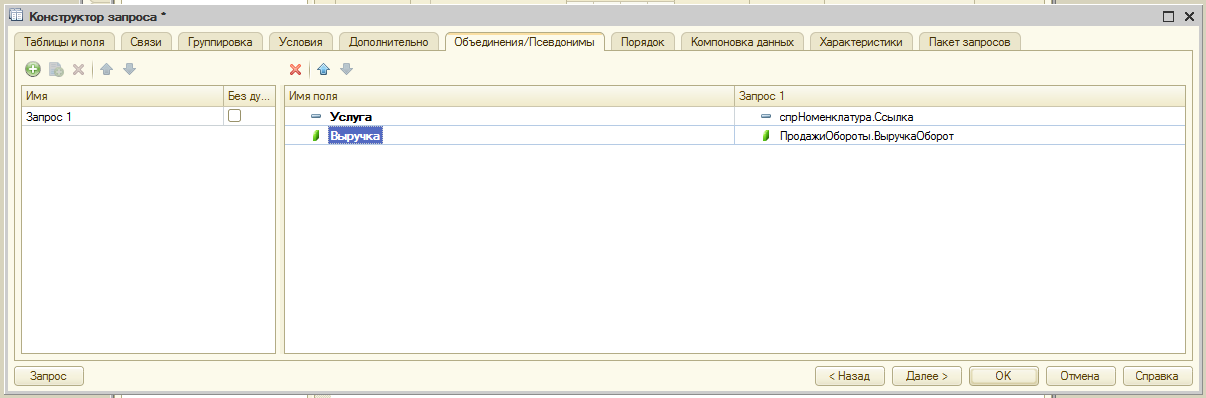 Конструктор запроса *
Таблицы и поля Связи Группировка Условия Дополнительно Объединения/Псевдонимы Порядок Компоновка данных Характеристики Пакет запросов
Имя Без ду... Имя поля Запрос 1
Запрос 1 Услуга спрНоменклатура.Ссылка
Выручка ПродажиОбороты.ВыручкаОборот
Запрос < Назад Далее > ОК Отмена Справка